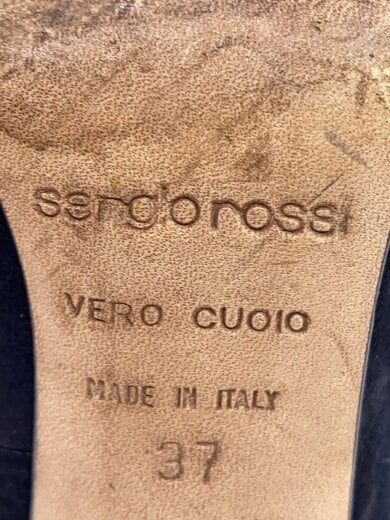 sergio rossi
VERO CUOIO
MADE IN ITALY
37